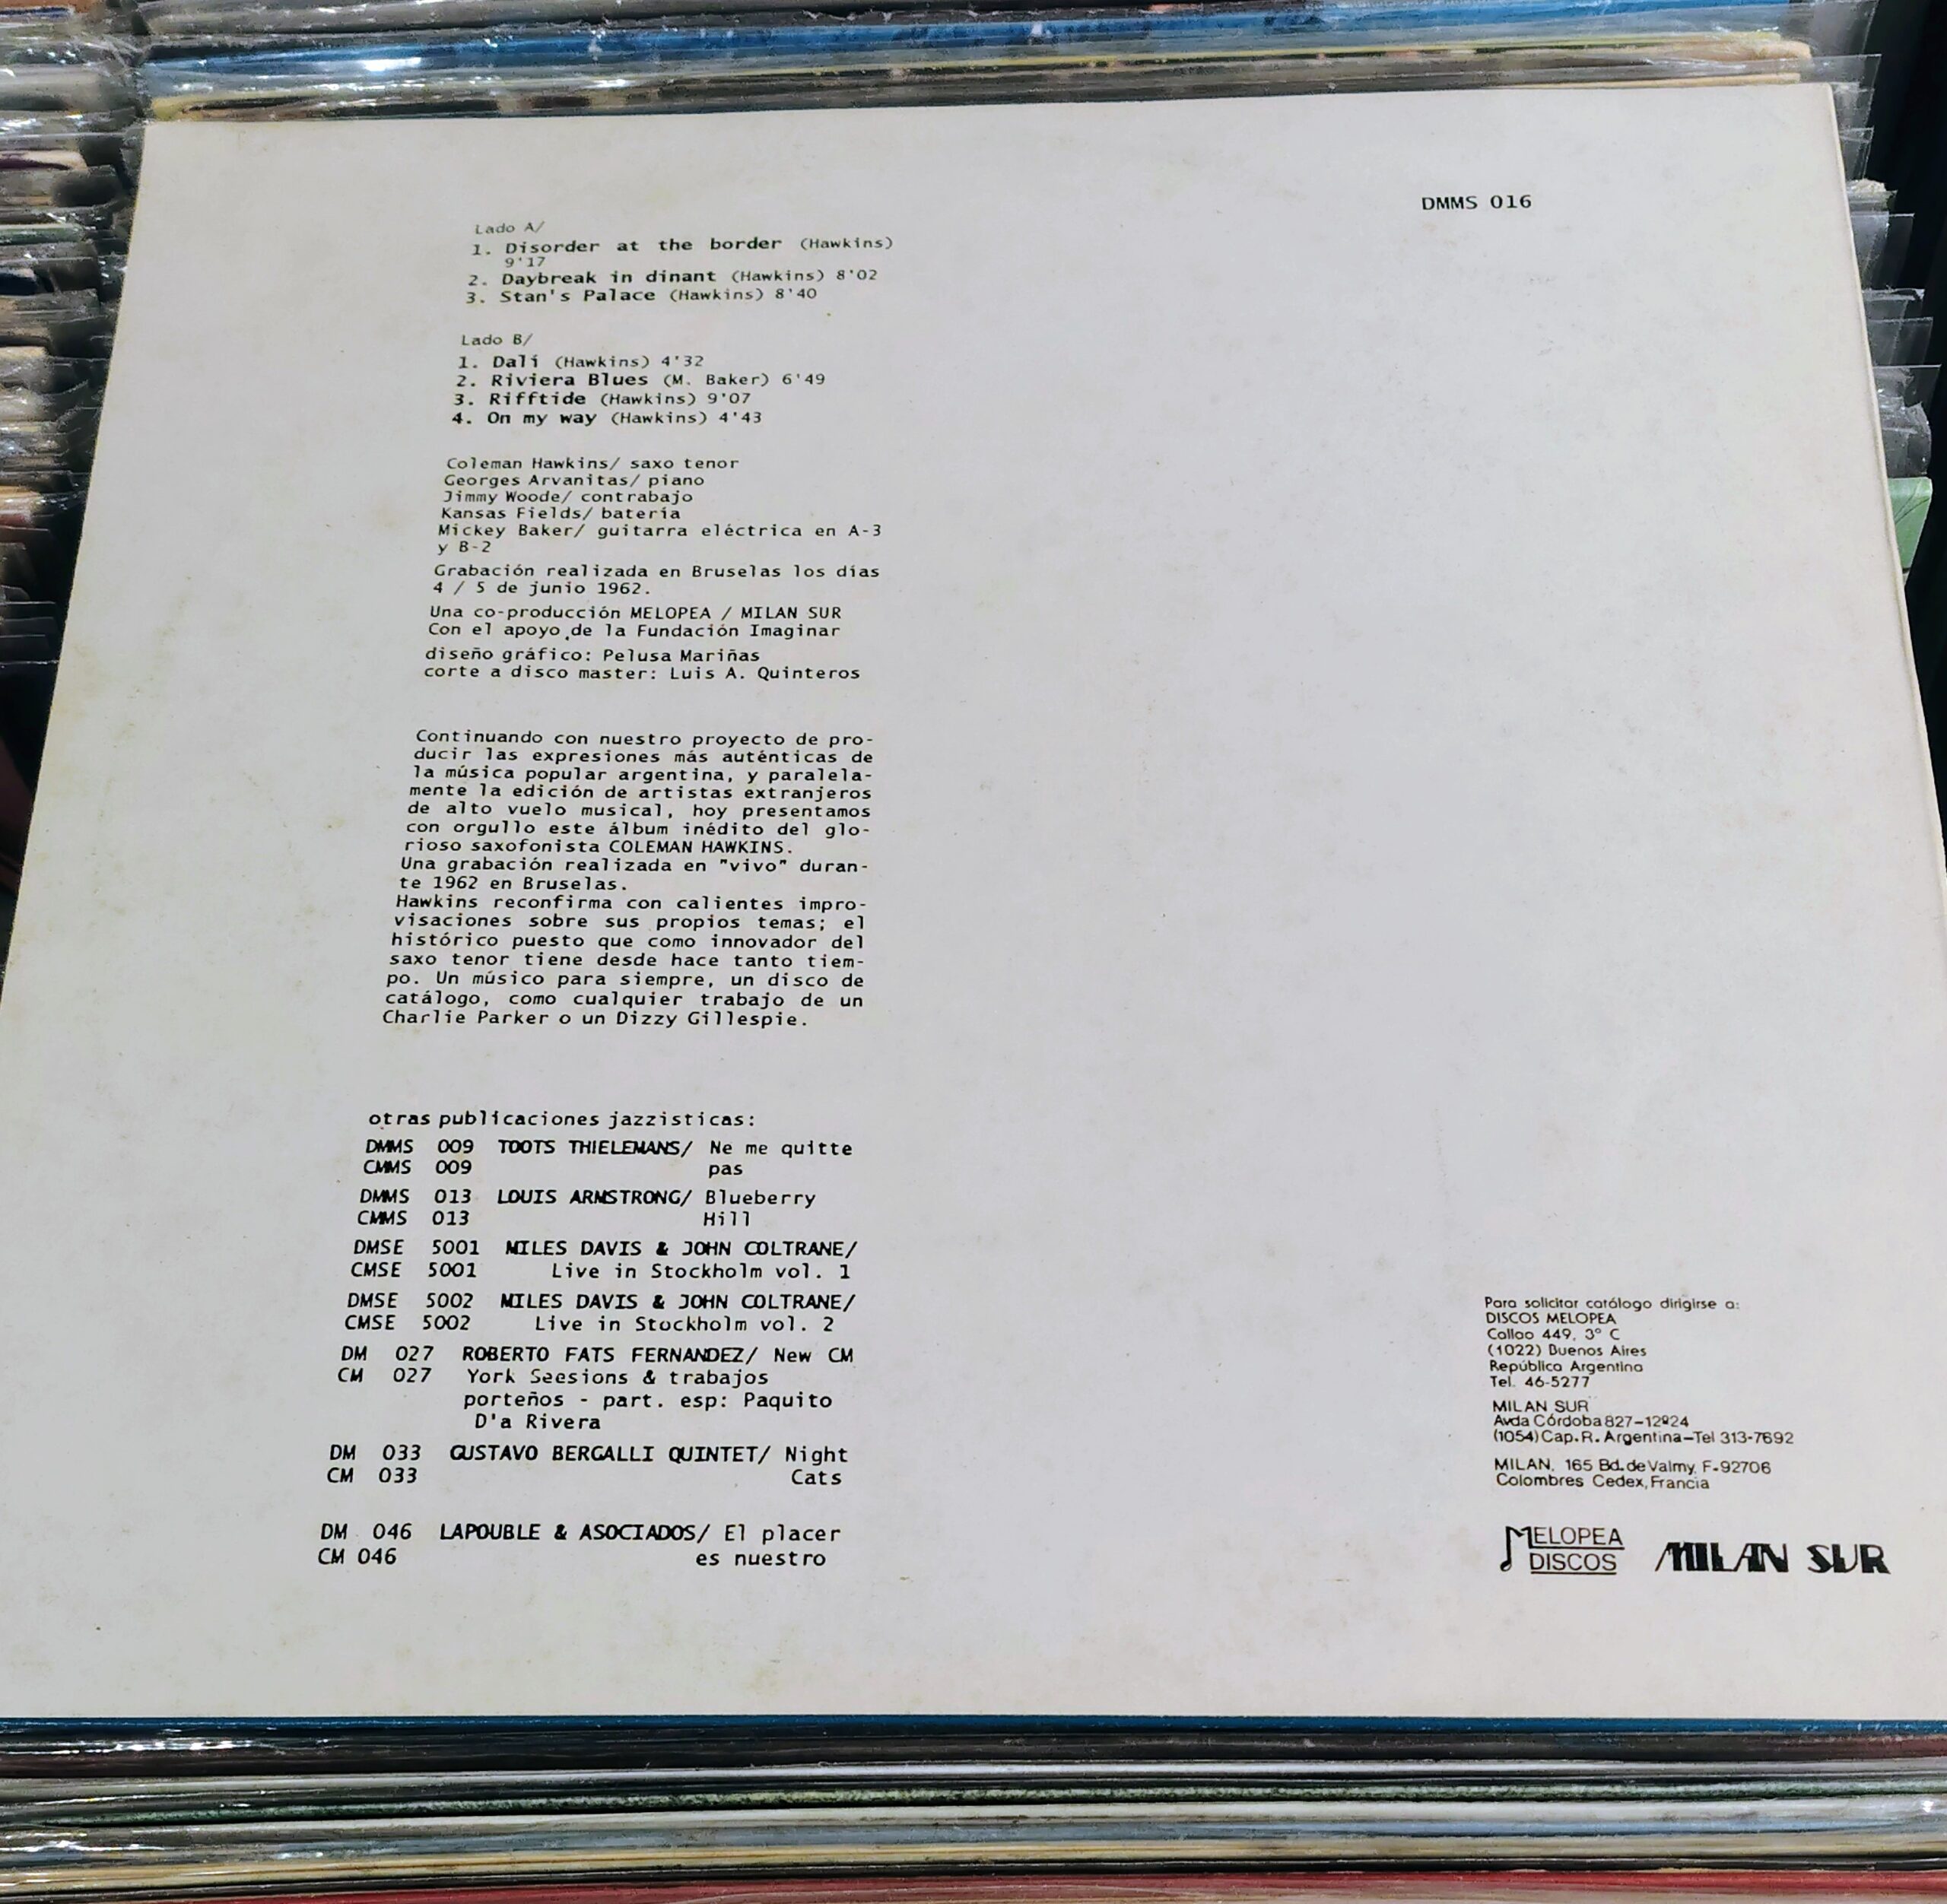 DMMS 016
Lado A/
1. Disorder at the border (Hawkins)
9'17
2. Daybreak in dinant (Hawkins) 8'02
3. Stan's Palace (Hawkins) 8'40
Lado B/
1. Dalí (Hawkins) 4'32
2. Riviera Blues (M. Baker) 6'49
3. Rifftide (Hawkins) 9'07
4. On my way (Hawkins) 4'43
Coleman Hawkins/ saxo tenor
Georges Arvanitas/ piano
Jimmy Woode/ contrabajo
Kansas Fields/ batería
Mickey Baker/ guitarra eléctrica en A-3
y B-2
Grabación realizada en Bruselas los días
4 / 5 de junio 1962.
Una co-producción MELOPEA / MILAN SUR
Con el apoyo de la Fundación Imaginar
diseño gráfico: Pelusa Mariñas
corte a disco master: Luis A. Quinteros
Continuando con nuestro proyecto de pro-
ducir las expresiones más auténticas de
la música popular argentina, y paralela-
mente la edición de artistas extranjeros
de alto vuelo musical, hoy presentamos
con orgullo este álbum inédito del glo-
rioso saxofonista COLEMAN HAWKINS.
Una grabación realizada en "vivo" duran-
te 1962 en Bruselas.
Hawkins reconfirma con calientes impro-
visaciones sobre sus propios temas; el
histórico puesto que como innovador del
saxo tenor tiene desde hace tanto tiem-
po. Un músico para siempre, un disco de
catálogo, como cualquier trabajo de un
Charlie Parker o un Dizzy Gillespie.
otras publicaciones jazzisticas:
DMMS 009 TOOTS THIELEMANS/ Ne me quitte
CMMS 009 pas
DMMS 013 LOUIS ARMSTRONG/ Blueberry
CMMS 013 Hill
DMSE 5001 MILES DAVIS & JOHN COLTRANE/
CMSE 5001 Live in Stockholm vol. 1
DMSE 5002 MILES DAVIS & JOHN COLTRANE/
CMSE 5002 Live in Stockholm vol. 2
DM 027 ROBERTO FATS FERNANDEZ/ New CM
CM 027 York Seesions & trabajos
porteños - part. esp: Paquito
D'a Rivera
DM 033 GUSTAVO BERGALLI QUINTET/ Night
CM 033 Cats
DM 046 LAPOUBLE & ASOCIADOS/ El placer
CM 046 es nuestro
Para solicitar catálogo dirigirse a:
DISCOS MELOPEA
Callao 449, 3º C
(1022) Buenos Aires
República Argentina
Tel. 46-5277
MILAN SUR
Avda Córdoba 827-12º24
(1054) Cap. R. Argentina-Tel 313-7692
MILAN, 165 Bd. de Valmy, F-92706
Colombres Cedex, Francia
MELOPEA
DISCOS
MILAN SUR